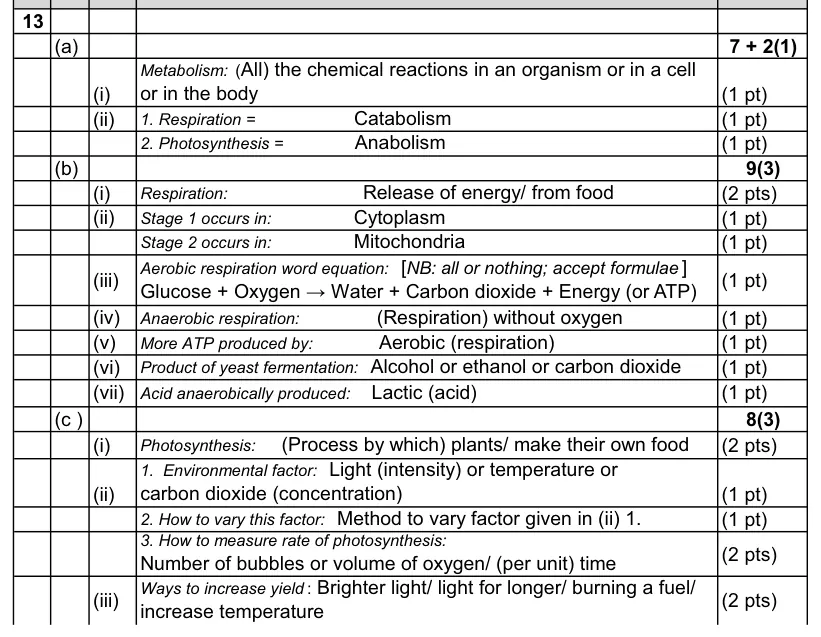 13
(a) 7 + 2(1)
Metabolism: (All) the chemical reactions in an organism or in a cell
(i) or in the body (1 pt)
(ii) 1. Respiration = Catabolism (1 pt)
2. Photosynthesis = Anabolism (1 pt)
(b) 9(3)
(i) Respiration: Release of energy/ from food (2 pts)
(ii) Stage 1 occurs in: Cytoplasm (1 pt)
Stage 2 occurs in: Mitochondria (1 pt)
Aerobic respiration word equation: [NB: all or nothing; accept formulae]
(iii) Glucose + Oxygen → Water + Carbon dioxide + Energy (or ATP) (1 pt)
(iv) Anaerobic respiration: (Respiration) without oxygen (1 pt)
(v) More ATP produced by: Aerobic (respiration) (1 pt)
(vi) Product of yeast fermentation: Alcohol or ethanol or carbon dioxide (1 pt)
(vii) Acid anaerobically produced: Lactic (acid) (1 pt)
(c ) 8(3)
(i) Photosynthesis: (Process by which) plants/ make their own food (2 pts)
1. Environmental factor: Light (intensity) or temperature or
(ii) carbon dioxide (concentration) (1 pt)
2. How to vary this factor: Method to vary factor given in (ii) 1. (1 pt)
3. How to measure rate of photosynthesis:
Number of bubbles or volume of oxygen/ (per unit) time (2 pts)
Ways to increase yield : Brighter light/ light for longer/ burning a fuel/
(iii) increase temperature (2 pts)